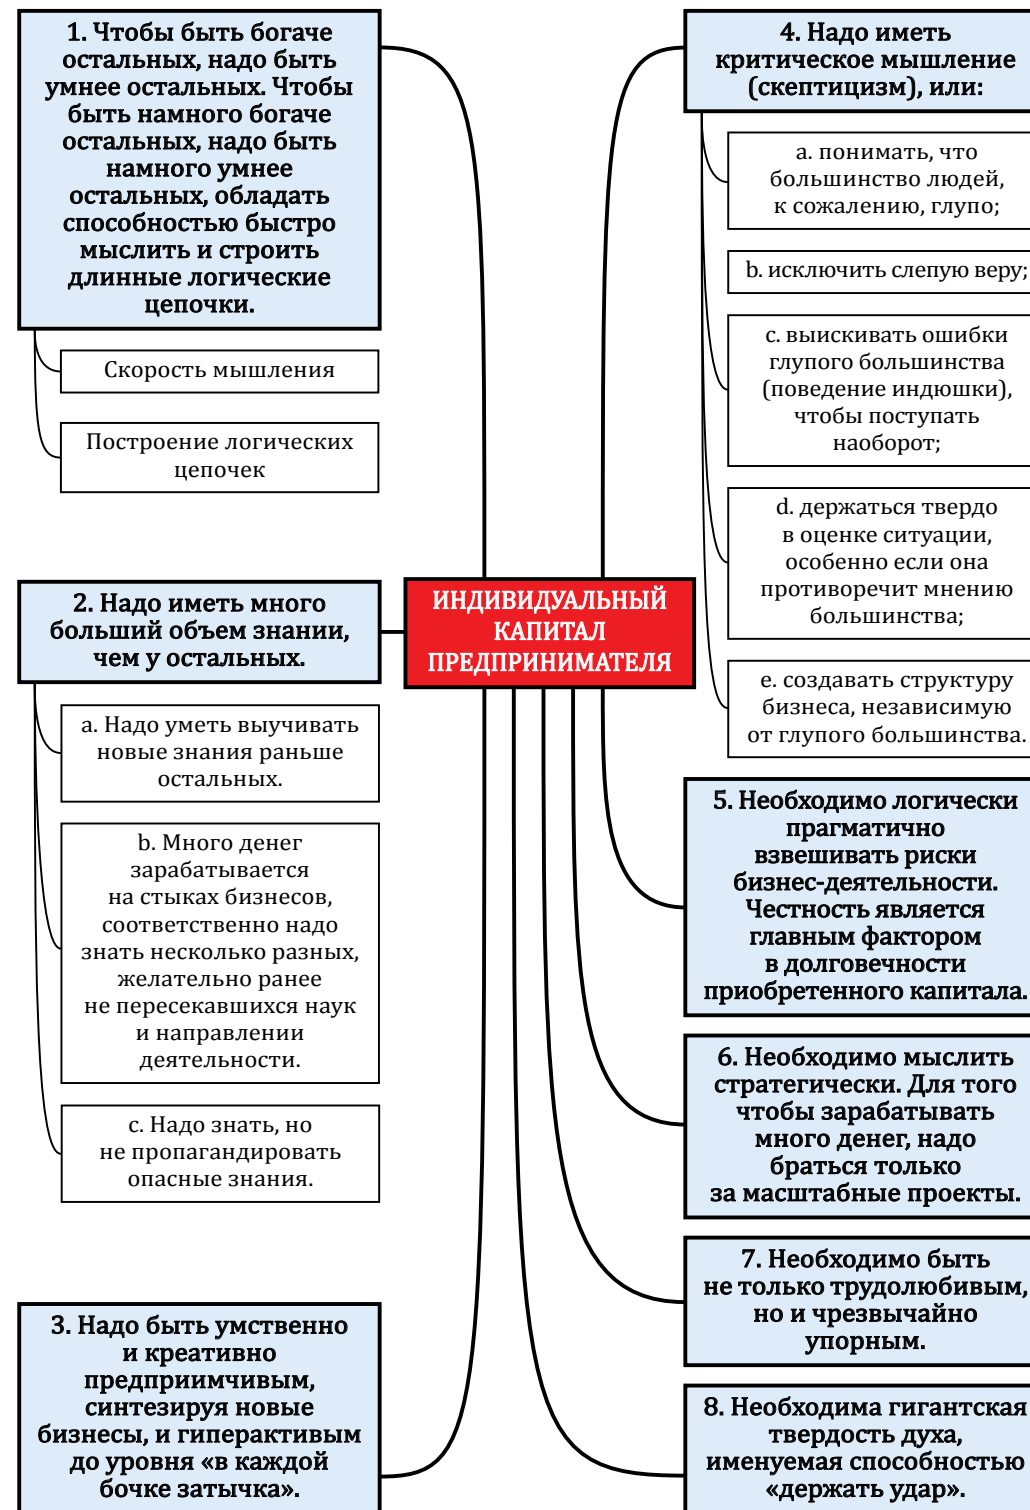 1. Чтобы быть богаче
остальных, надо быть
умнее остальных. Чтобы
быть намного богаче
остальных, надо быть
намного умнее
остальных, обладать
способностью быстро
мыслить и строить
длинные логические
цепочки.
Скорость мышления
Построение логических
цепочек
2. Надо иметь много
больший объем знании,
чем у остальных.
a. Надо уметь выучивать
новые знания раньше
остальных.
b. Много денег
зарабатывается
на стыках бизнесов,
соответственно надо
знать несколько разных,
желательно ранее
не пересекавшихся наук
и направлении
деятельности.
c. Надо знать, но
не пропагандировать
опасные знания.
3. Надо быть умственно
и креативно
предприимчивым,
синтезируя новые
бизнесы, и гиперактивым
до уровня «в каждой
бочке затычка».
ИНДИВИДУАЛЬНЫЙ
КАПИТАЛ
ПРЕДПРИНИМАТЕЛЯ
4. Надо иметь
критическое мышление
(скептицизм), или:
a. понимать, что
большинство людей,
к сожалению, глупо;
b. исключить слепую веру;
c. выискивать ошибки
глупого большинства
(поведение индюшки),
чтобы поступать
наоборот;
d. держаться твердо
в оценке ситуации,
особенно если она
противоречит мнению
большинства;
e. создавать структуру
бизнеса, независимую
от глупого большинства.
5. Необходимо логически
прагматично
взвешивать риски
бизнес-деятельности.
Честность является
главным фактором
в долговечности
приобретенного капитала.
6. Необходимо мыслить
стратегически. Для того
чтобы зарабатывать
много денег, надо
браться только
за масштабные проекты.
7. Необходимо быть
не только трудолюбивым,
но и чрезвычайно
упорным.
8. Необходима гигантская
твердость духа,
именуемая способностью
«держать удар».